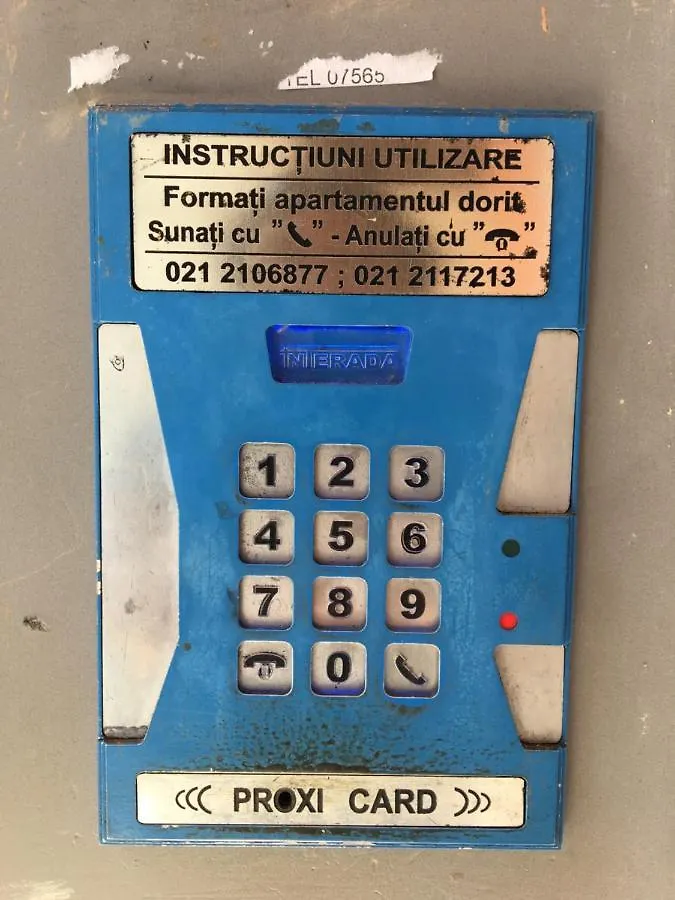 TEL 07565
INSTRUCȚIUNI UTILIZARE
Formați apartamentul dorit
Sunați cu " " - Anulați cu " "
021 2106877 ; 021 2117213
INTERADA
1 2 3
4 5 6
7 8 9
0
((( PROXI CARD )))